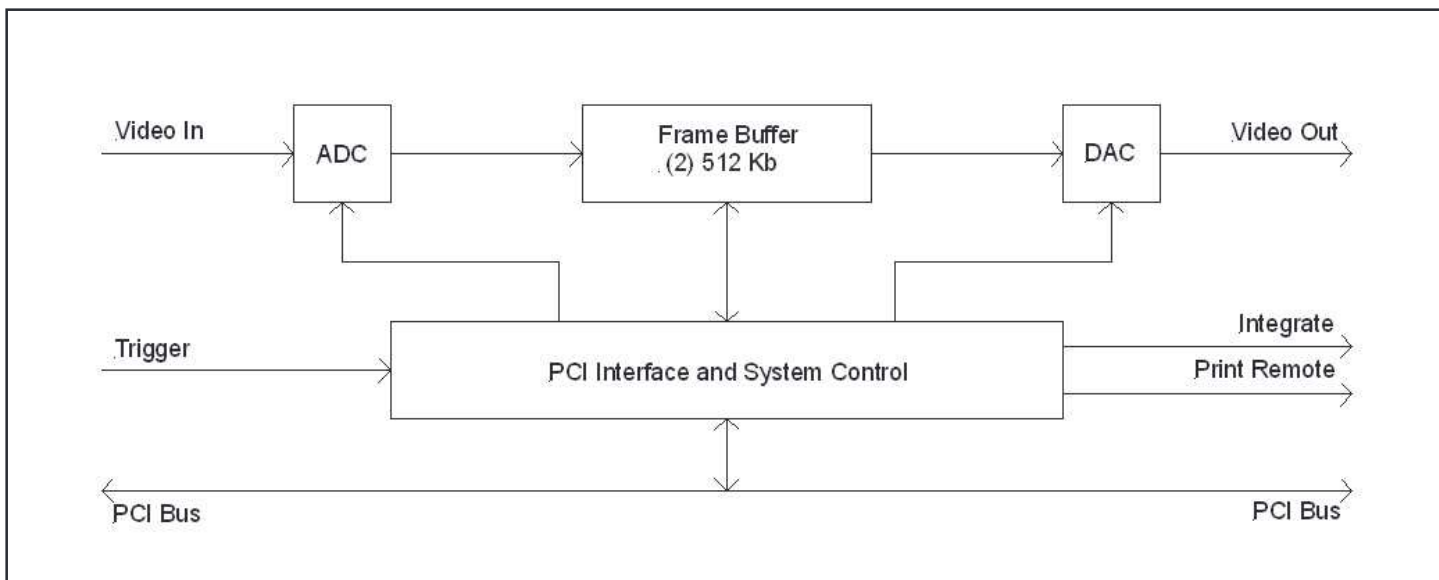 Video In
ADC
Frame Buffer
(2) 512 Kb
DAC
Video Out
Trigger
PCI Interface and System Control
Integrate
Print Remote
PCI Bus
PCI Bus